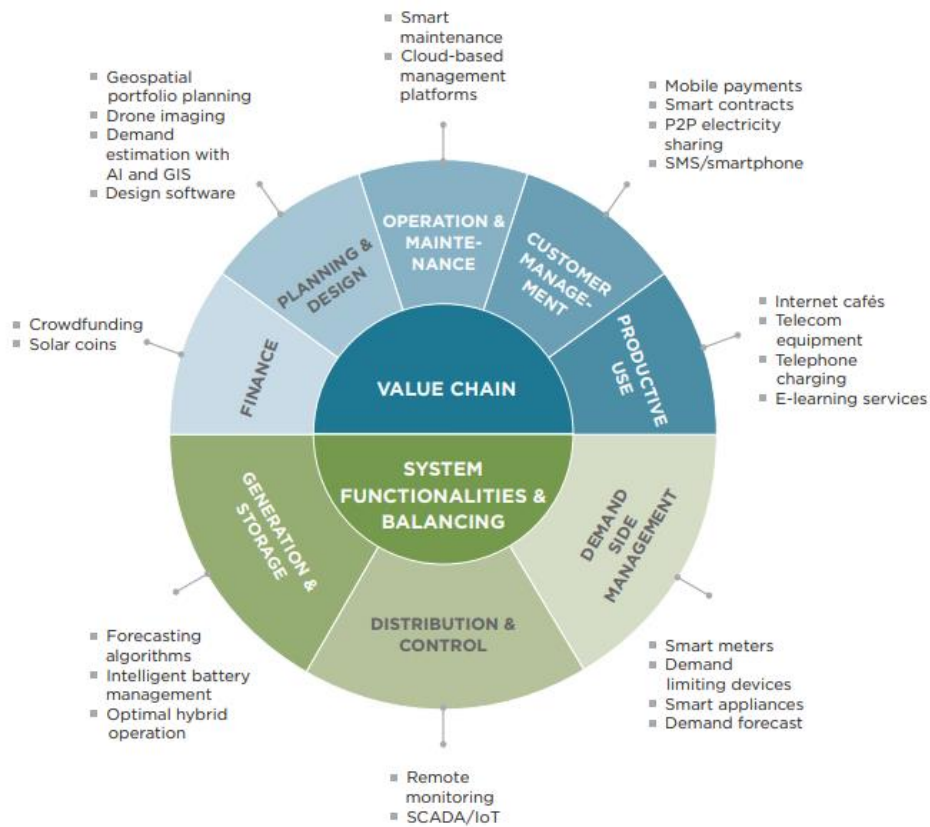 Smart
maintenance
Cloud-based
management
platforms
Geospatial
portfolio planning
Drone imaging
Demand
estimation with
AI and GIS
Design software
Mobile payments
Smart contracts
P2P electricity
sharing
SMS/smartphone
OPERATION &
MAINTE-
NANCE
PLANNING &
DESIGN
CUSTOMER
MANAGE-
MENT
Crowdfunding
Solar coins
FINANCE
PRODUCTIVE
USE
Internet cafés
Telecom
equipment
Telephone
charging
E-learning services
VALUE CHAIN
SYSTEM
FUNCTIONALITIES &
BALANCING
GENERATION &
STORAGE
DEMAND
SIDE
MANAGEMENT
DISTRIBUTION &
CONTROL
Forecasting
algorithms
Intelligent battery
management
Optimal hybrid
operation
Smart meters
Demand
limiting devices
Smart appliances
Demand forecast
Remote
monitoring
SCADA/IoT